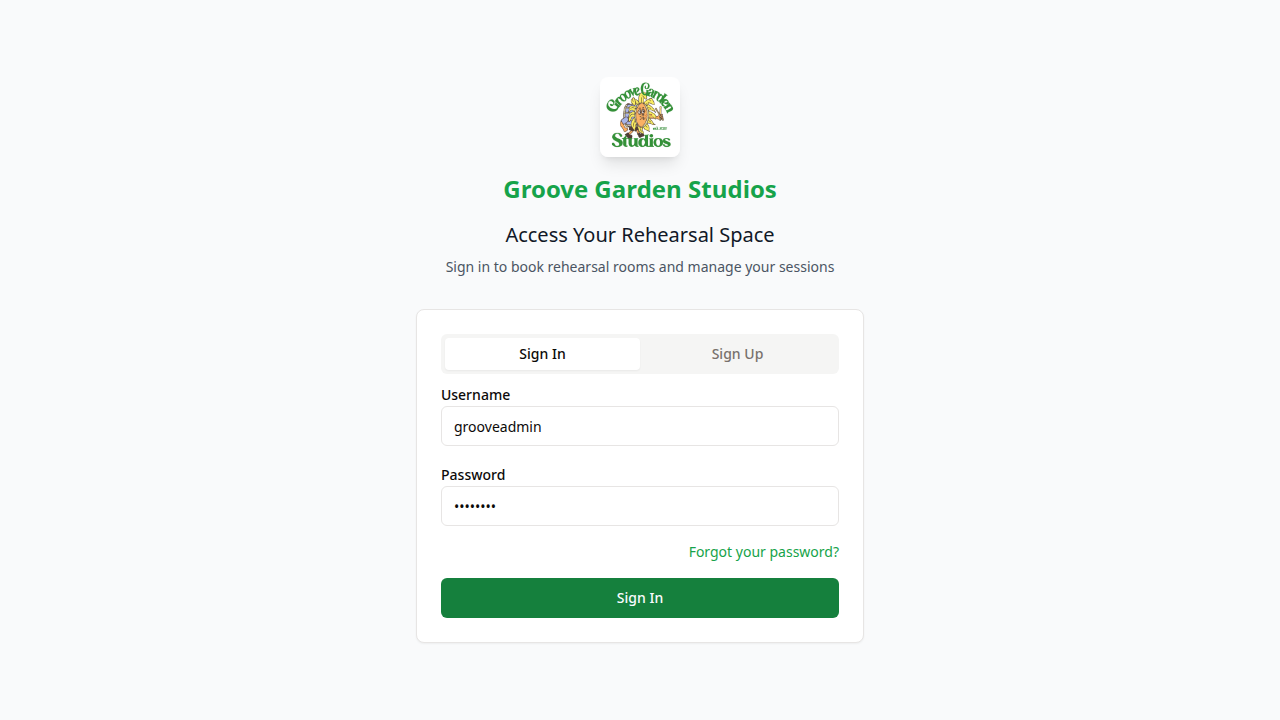 Groove Garden
est. 2020
Studios
Groove Garden Studios
Access Your Rehearsal Space
Sign in to book rehearsal rooms and manage your sessions
Sign In
Sign Up
Username
grooveadmin
Password
••••••••
Forgot your password?
Sign In